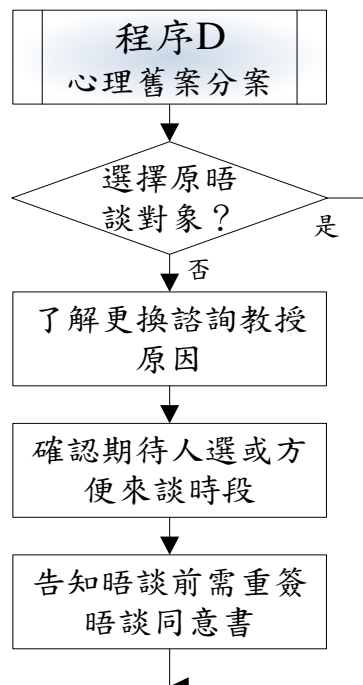 程序D
心理舊案分案
選擇原晤
談對象？
是
否
了解更換諮詢教授
原因
確認期待人選或方
便來談時段
告知晤談前需重簽
晤談同意書